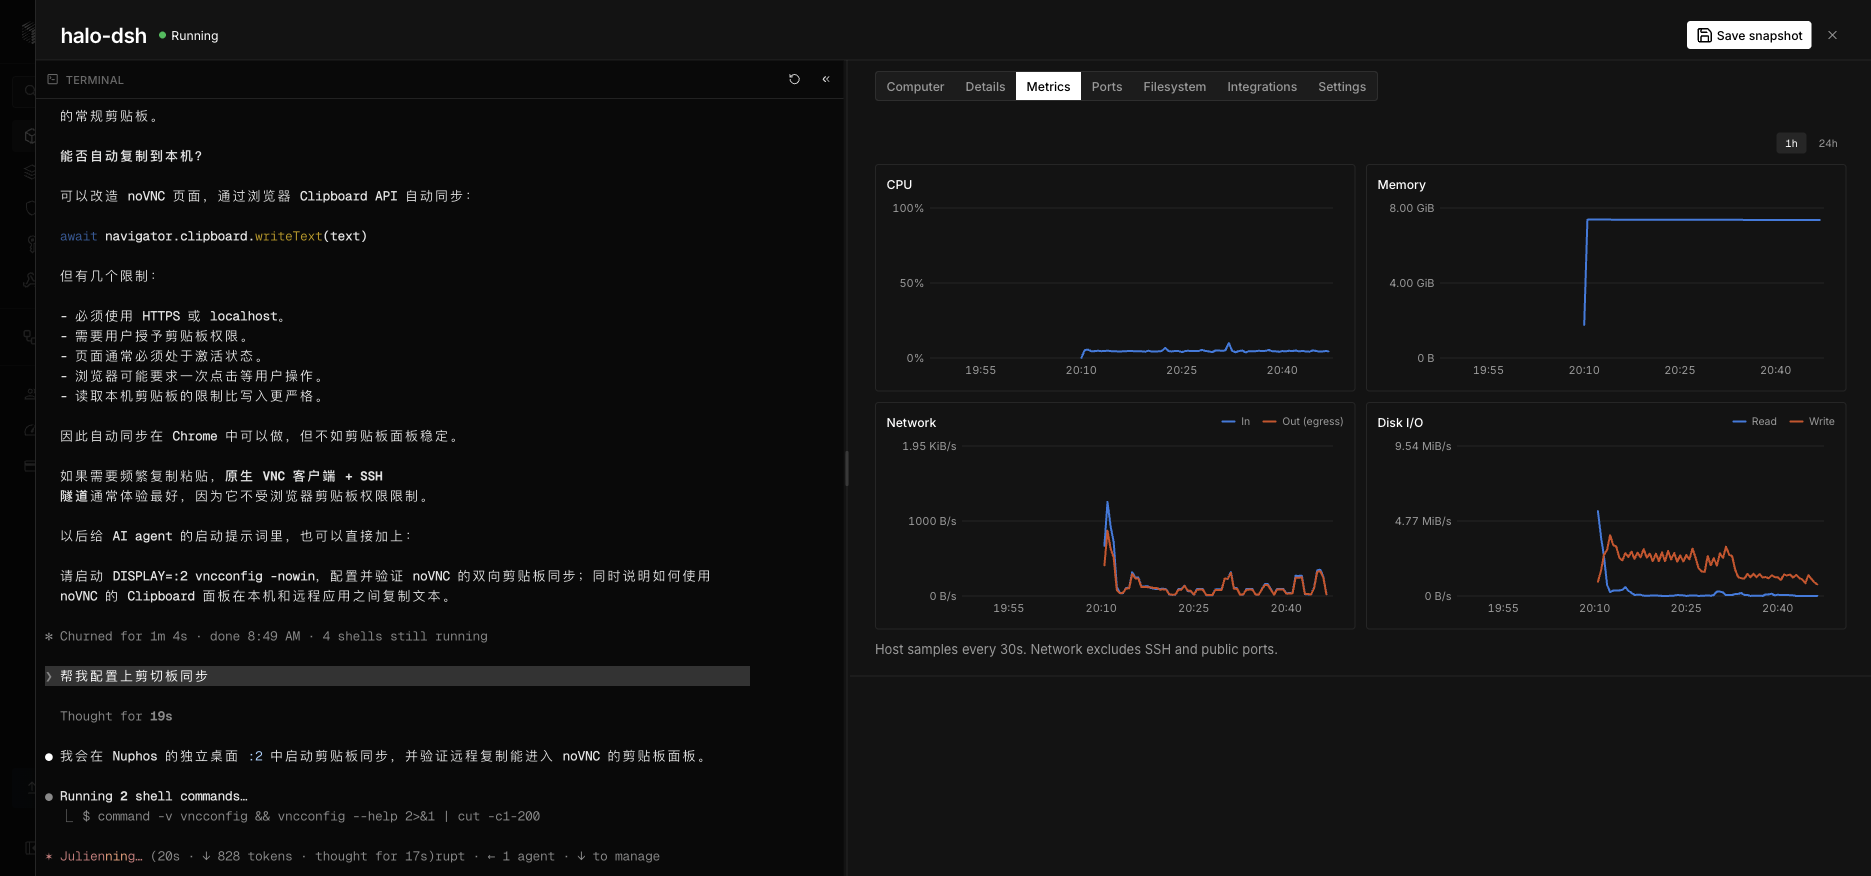 halo-dsh
Running
Save snapshot
TERMINAL
的常规剪贴板。
能否自动复制到本机?
可以改造 noVNC 页面，通过浏览器 Clipboard API 自动同步：
await navigator.clipboard.writeText(text)
但有几个限制：
- 必须使用 HTTPS 或 localhost。
- 需要用户授予剪贴板权限。
- 页面通常必须处于激活状态。
- 浏览器可能要求一次点击等用户操作。
- 读取本机剪贴板的限制比写入更严格。
因此自动同步在 Chrome 中可以做，但不如剪贴板面板稳定。
如果需要频繁复制粘贴，原生 VNC 客户端 + SSH
隧道通常体验最好，因为它不受浏览器剪贴板权限限制。
以后给 AI agent 的启动提示词里，也可以直接加上：
请启动 DISPLAY=:2 vncconfig -nowin，配置并验证 noVNC 的双向剪贴板同步；同时说明如何使用
noVNC 的 Clipboard 面板在本机和远程应用之间复制文本。
✻ Churned for 1m 4s · done 8:49 AM · 4 shells still running
❯ 帮我配置上剪切板同步
Thought for 19s
● 我会在 Nuphos 的独立桌面 :2 中启动剪贴板同步，并验证远程复制能进入 noVNC 的剪贴板面板。
● Running 2 shell commands…
⎿ $ command -v vncconfig && vncconfig --help 2>&1 | cut -c1-200
✶ Julienning… (20s · ↓ 828 tokens · thought for 17s)rupt · ← 1 agent · ↓ to manage
Computer Details Metrics Ports Filesystem Integrations Settings
1h 24h
CPU
100%
50%
0%
19:55 20:10 20:25 20:40
Memory
8.00 GiB
4.00 GiB
0 B
19:55 20:10 20:25 20:40
Network
In Out (egress)
1.95 KiB/s
1000 B/s
0 B/s
19:55 20:10 20:25 20:40
Disk I/O
Read Write
9.54 MiB/s
4.77 MiB/s
0 B/s
19:55 20:10 20:25 20:40
Host samples every 30s. Network excludes SSH and public ports.